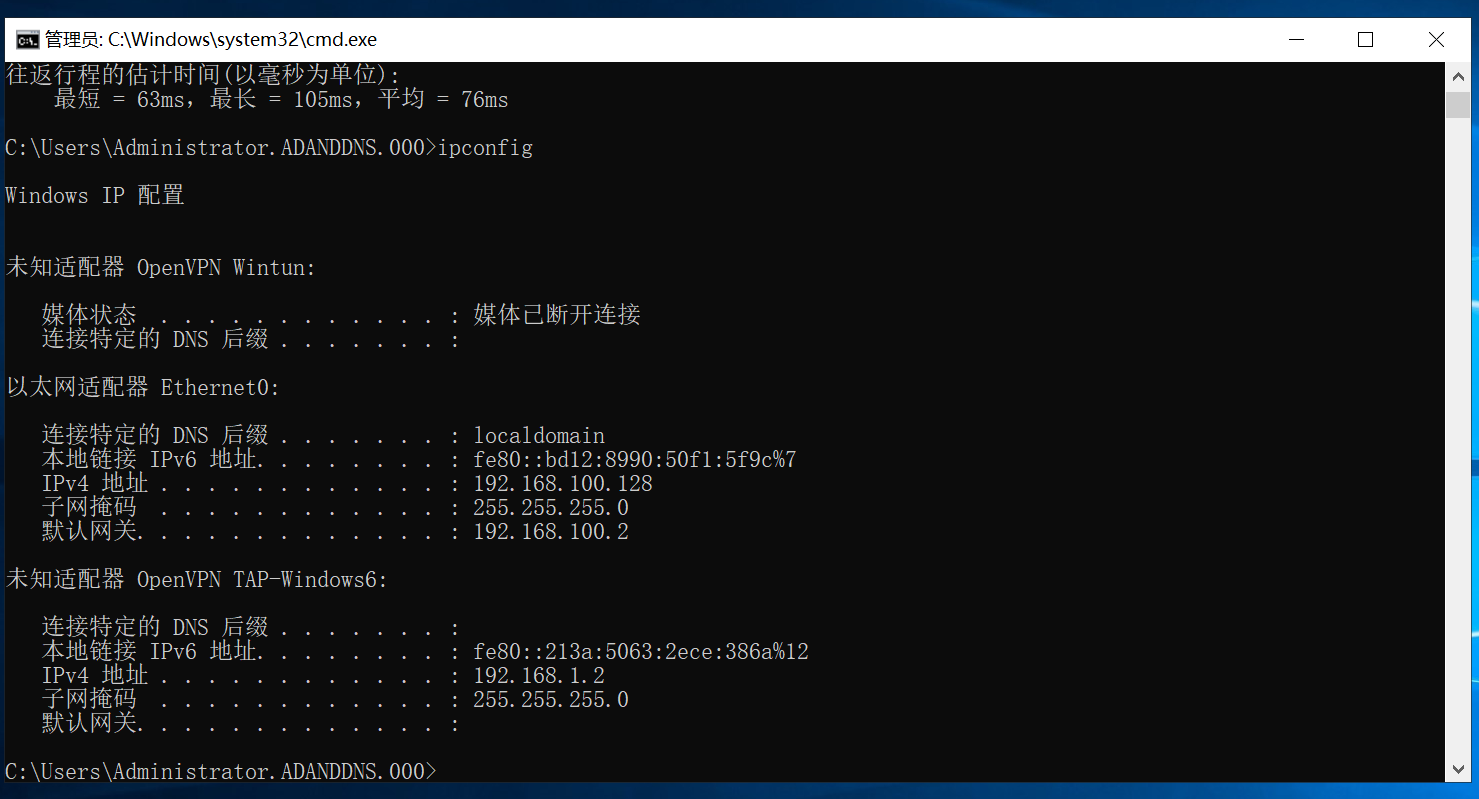 管理员: C:\Windows\system32\cmd.exe
往返行程的估计时间(以毫秒为单位):
    最短 = 63ms，最长 = 105ms，平均 = 76ms
C:\Users\Administrator.ADANDDNS.000>ipconfig
Windows IP 配置
未知适配器 OpenVPN Wintun:
   媒体状态  . . . . . . . . . . . . : 媒体已断开连接
   连接特定的 DNS 后缀 . . . . . . . :
以太网适配器 Ethernet0:
   连接特定的 DNS 后缀 . . . . . . . : localdomain
   本地链接 IPv6 地址. . . . . . . . : fe80::bd12:8990:50f1:5f9c%7
   IPv4 地址 . . . . . . . . . . . . : 192.168.100.128
   子网掩码  . . . . . . . . . . . . : 255.255.255.0
   默认网关. . . . . . . . . . . . . : 192.168.100.2
未知适配器 OpenVPN TAP-Windows6:
   连接特定的 DNS 后缀 . . . . . . . :
   本地链接 IPv6 地址. . . . . . . . : fe80::213a:5063:2ece:386a%12
   IPv4 地址 . . . . . . . . . . . . : 192.168.1.2
   子网掩码  . . . . . . . . . . . . : 255.255.255.0
   默认网关. . . . . . . . . . . . . :
C:\Users\Administrator.ADANDDNS.000>